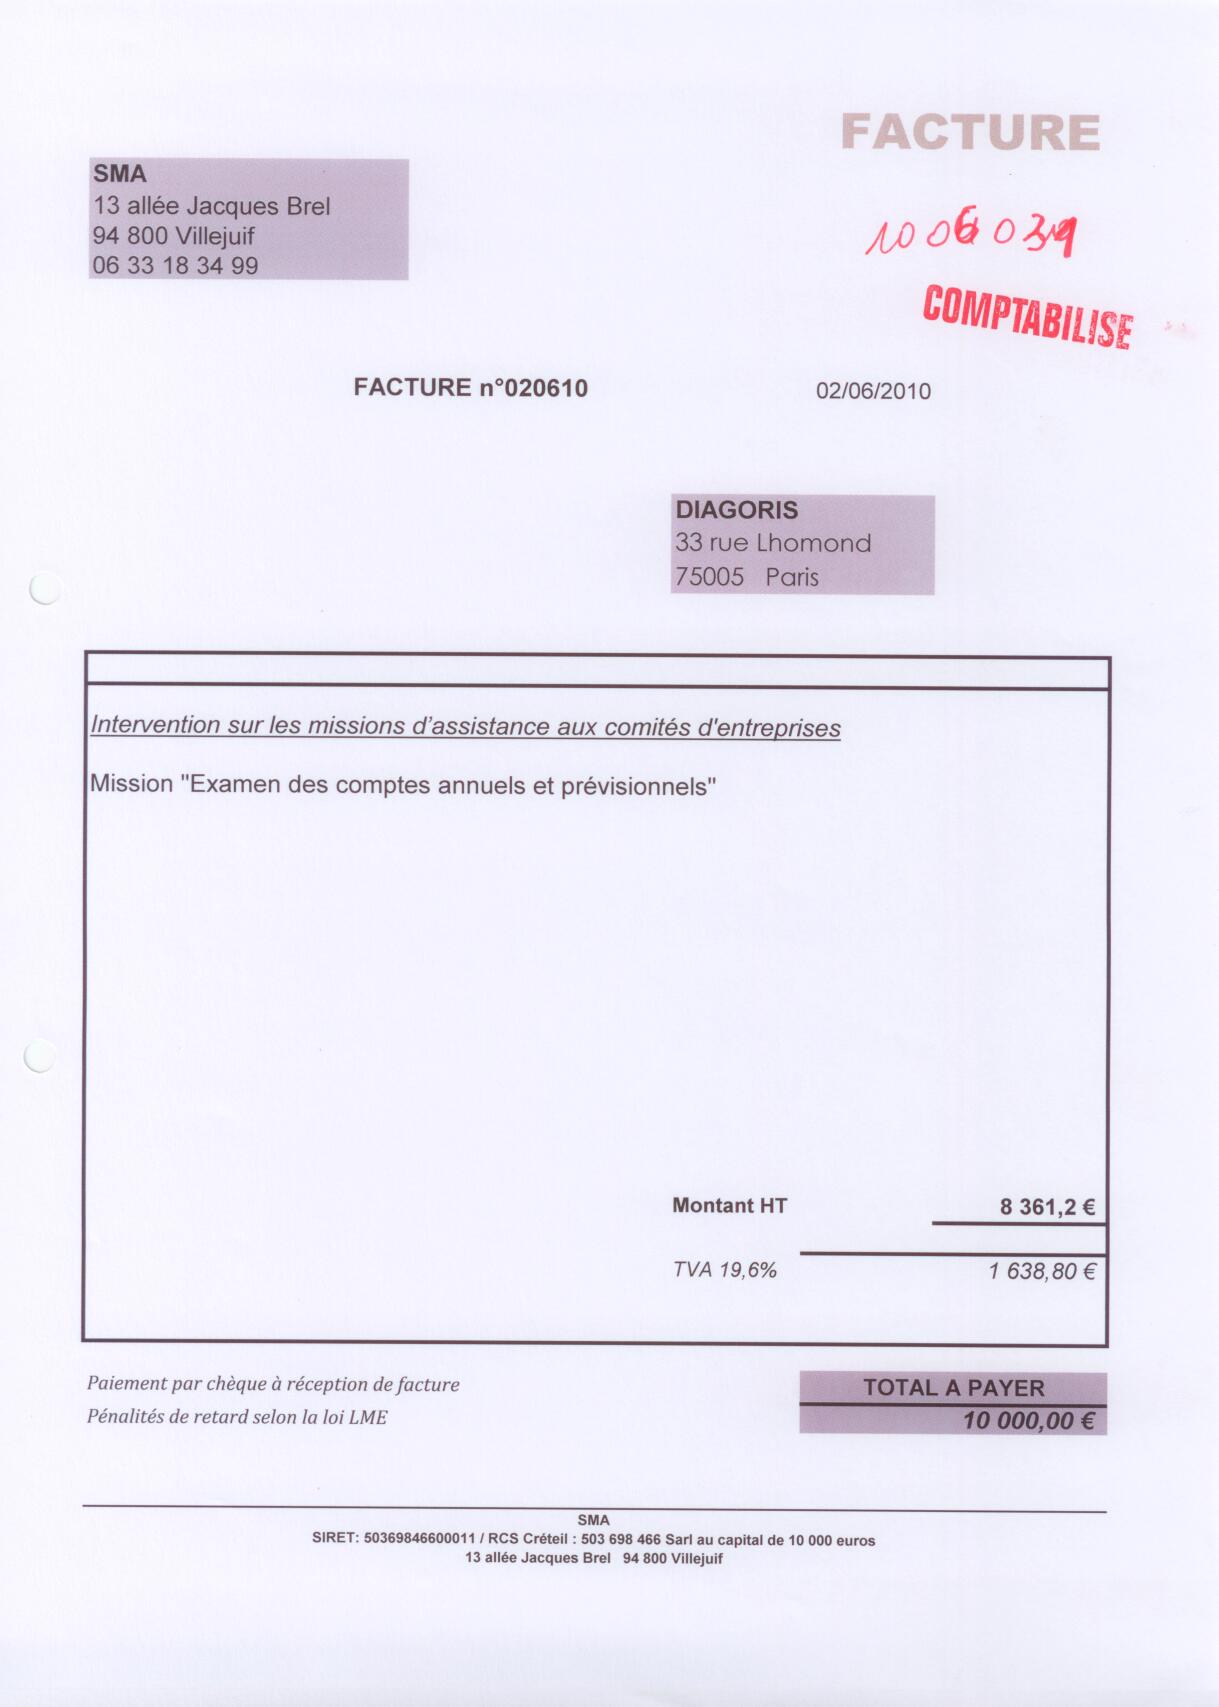 FACTURE
SMA
13 allée Jacques Brel
94 800 Villejuif
06 33 18 34 99
COMPTABILISE
FACTURE n°020610 02/06/2010
DIAGORIS
33 rue Lhomond
75005 Paris
Intervention sur les missions d’assistance aux comités d'entreprises
Mission "Examen des comptes annuels et prévisionnels"
Montant HT 8 361,2 €
TVA 19,6% 1 638,80 €
Paiement par chèque à réception de facture
Pénalités de retard selon la loi LME
TOTAL A PAYER
10 000,00 €
SMA
SIRET: 50369846600011 / RCS Créteil : 503 698 466 Sarl au capital de 10 000 euros
13 allée Jacques Brel 94 800 Villejuif